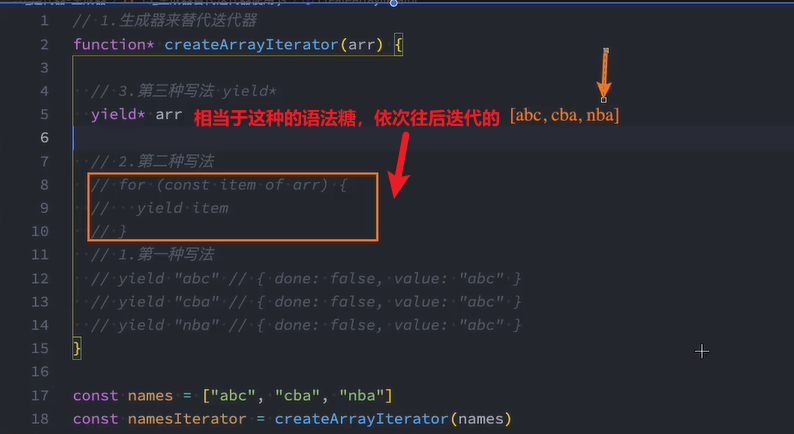 1 // 1.生成器来替代迭代器
2 function* createArrayIterator(arr) {
3
4 // 3.第三种写法 yield*
5 yield* arr 相当于这种的语法糖，依次往后迭代的 [abc,cba,nba]
6
7 // 2.第二种写法
8 // for (const item of arr) {
9 //   yield item
10 // }
11 // 1.第一种写法
12 // yield "abc" // { done: false, value: "abc" }
13 // yield "cba" // { done: false, value: "abc" }
14 // yield "nba" // { done: false, value: "abc" }
15 }
16
17 const names = ["abc", "cba", "nba"]
18 const namesIterator = createArrayIterator(names)